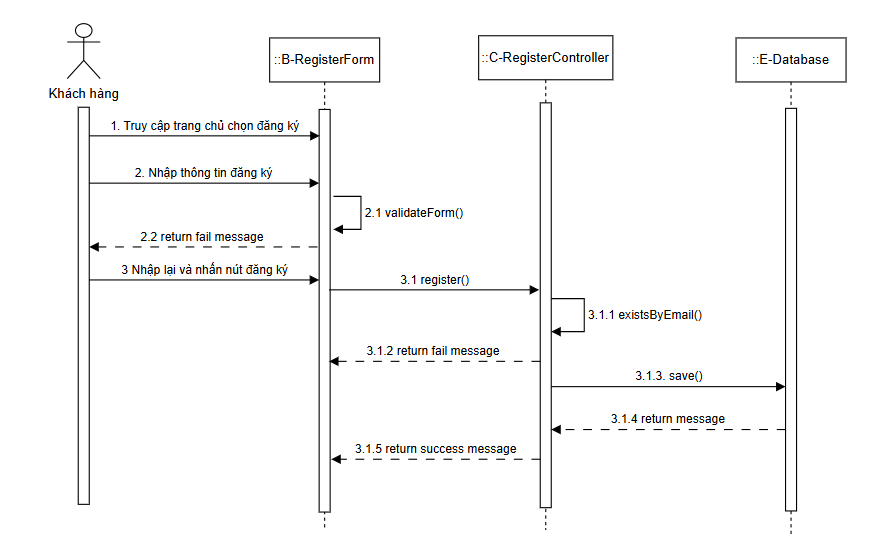 Khách hàng
::B-RegisterForm
::C-RegisterController
::E-Database
1. Truy cập trang chủ chọn đăng ký
2. Nhập thông tin đăng ký
2.1 validateForm()
2.2 return fail message
3 Nhập lại và nhấn nút đăng ký
3.1 register()
3.1.1 existsByEmail()
3.1.2 return fail message
3.1.3. save()
3.1.4 return message
3.1.5 return success message